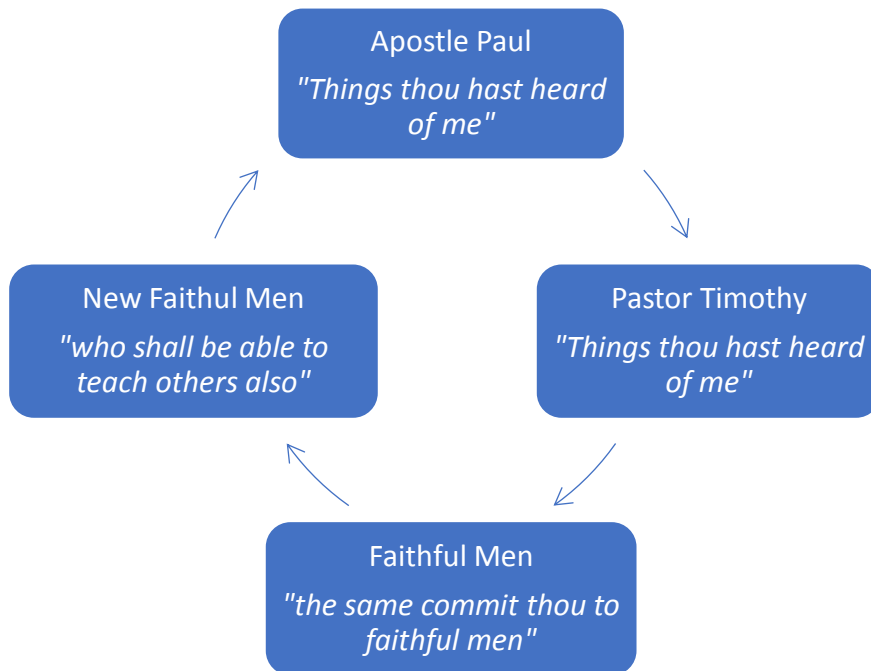 Apostle Paul
"Things thou hast heard
of me"
New Faithul Men
"who shall be able to
teach others also"
Pastor Timothy
"Things thou hast heard
of me"
Faithful Men
"the same commit thou to
faithful men"